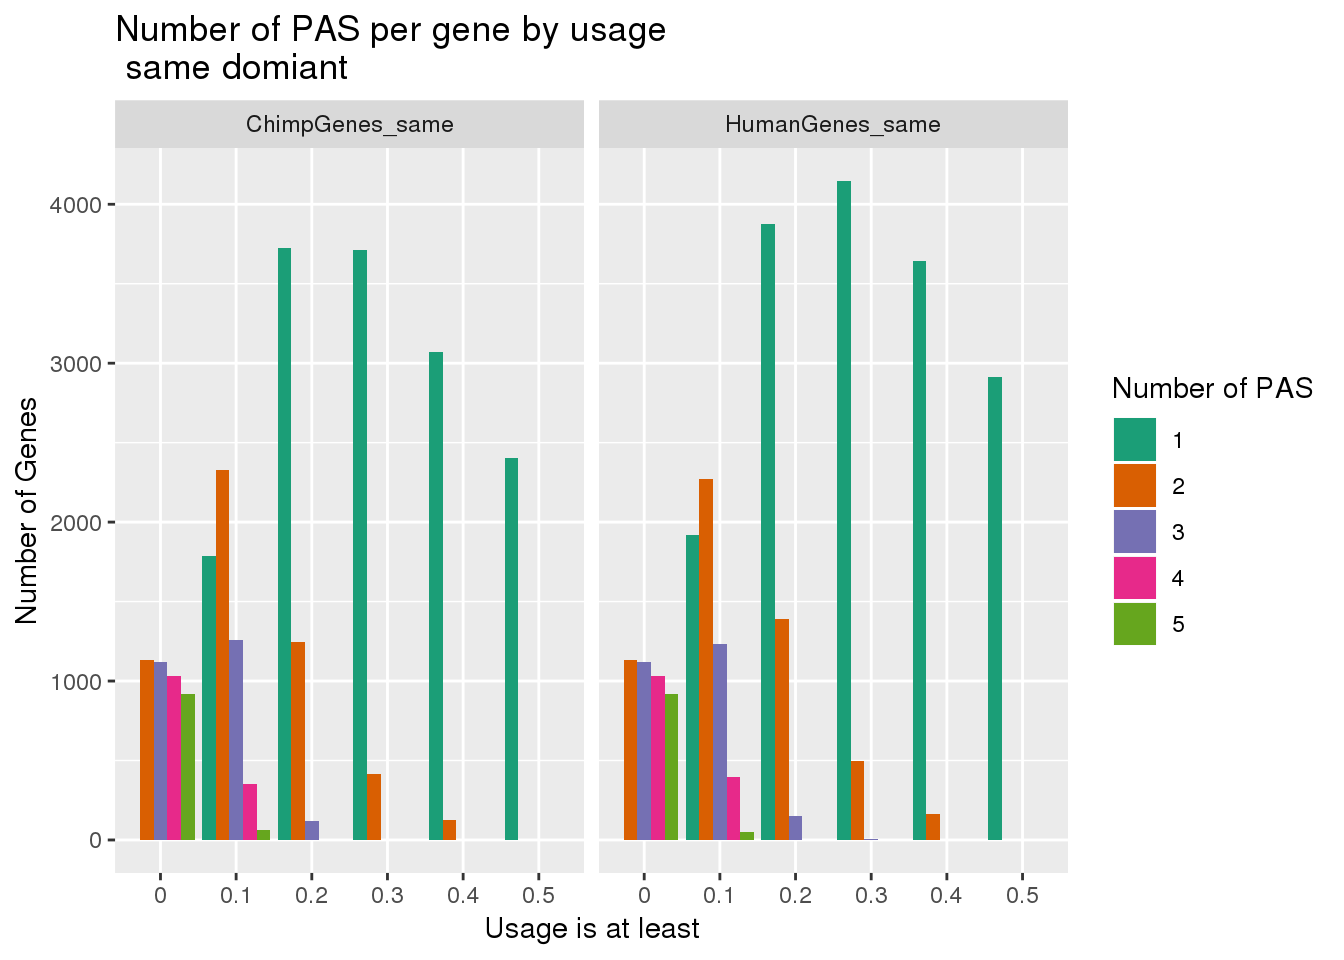 Number of PAS per gene by usage
same domiant
ChimpGenes_same
HumanGenes_same
4000
3000
2000
1000
0
Number of Genes
0 0.1 0.2 0.3 0.4 0.5
0 0.1 0.2 0.3 0.4 0.5
Usage is at least
Number of PAS
1
2
3
4
5